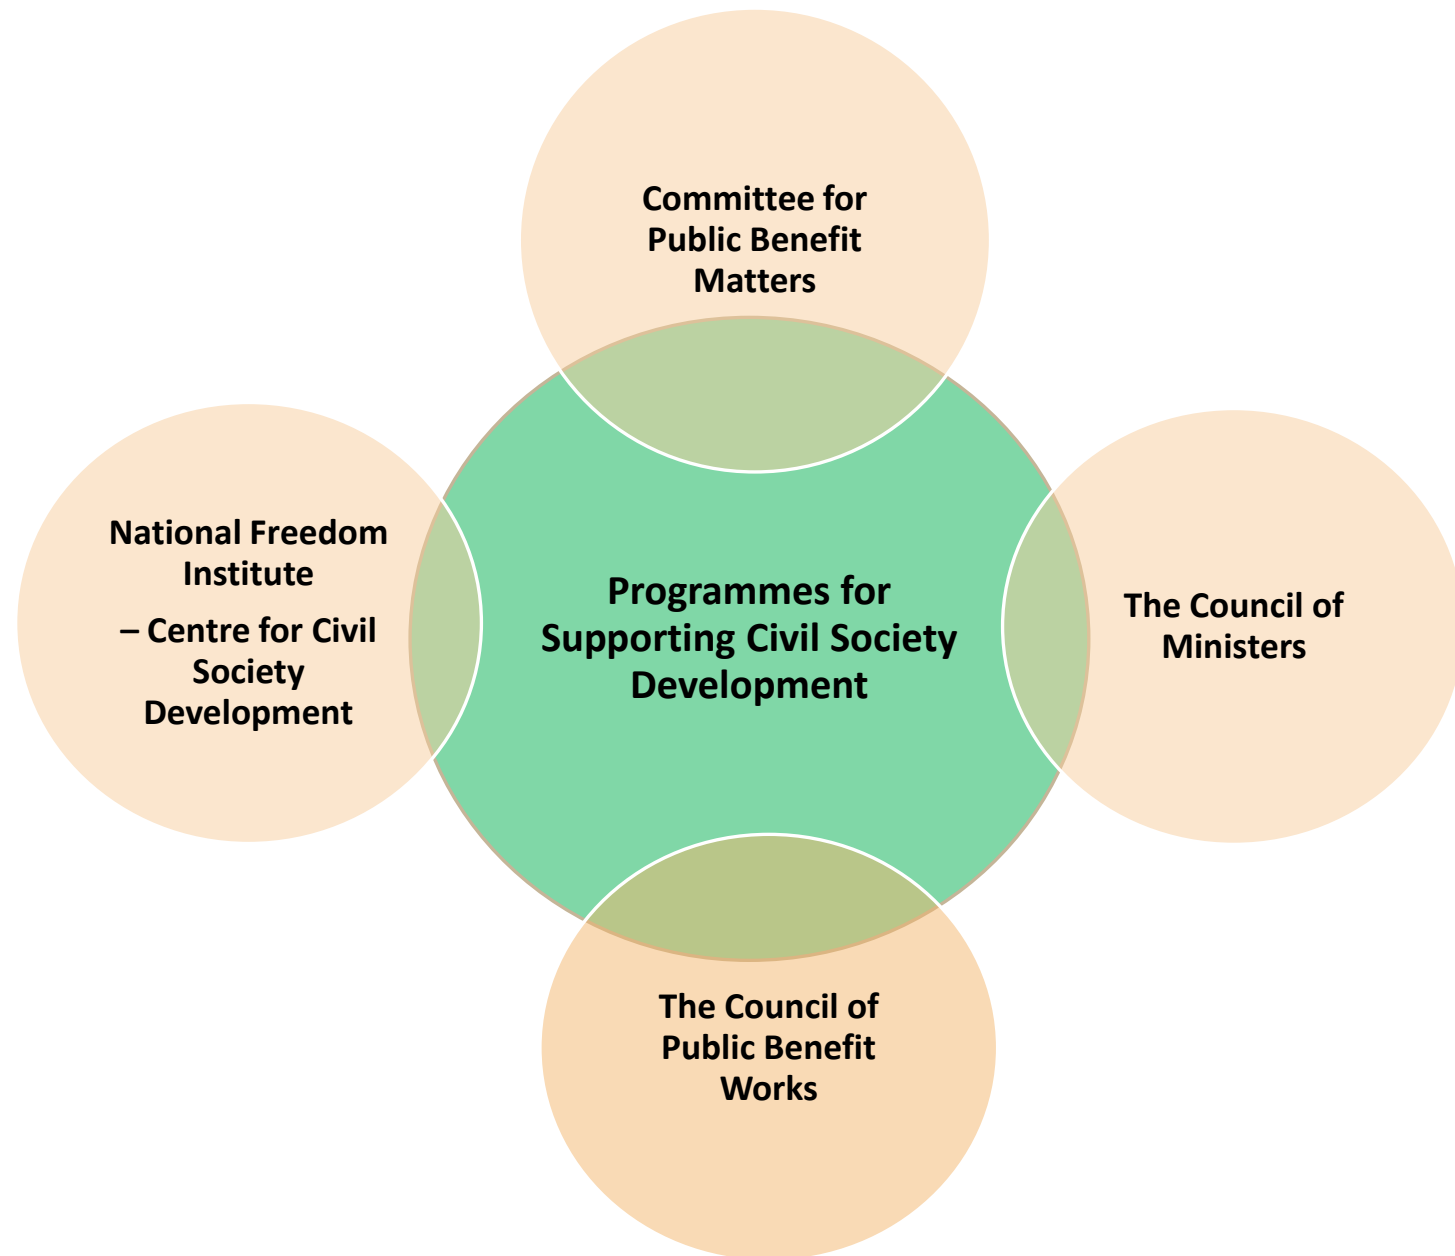 Committee for
Public Benefit
Matters
National Freedom
Institute
– Centre for Civil
Society
Development
Programmes for
Supporting Civil Society
Development
The Council of
Ministers
The Council of
Public Benefit
Works